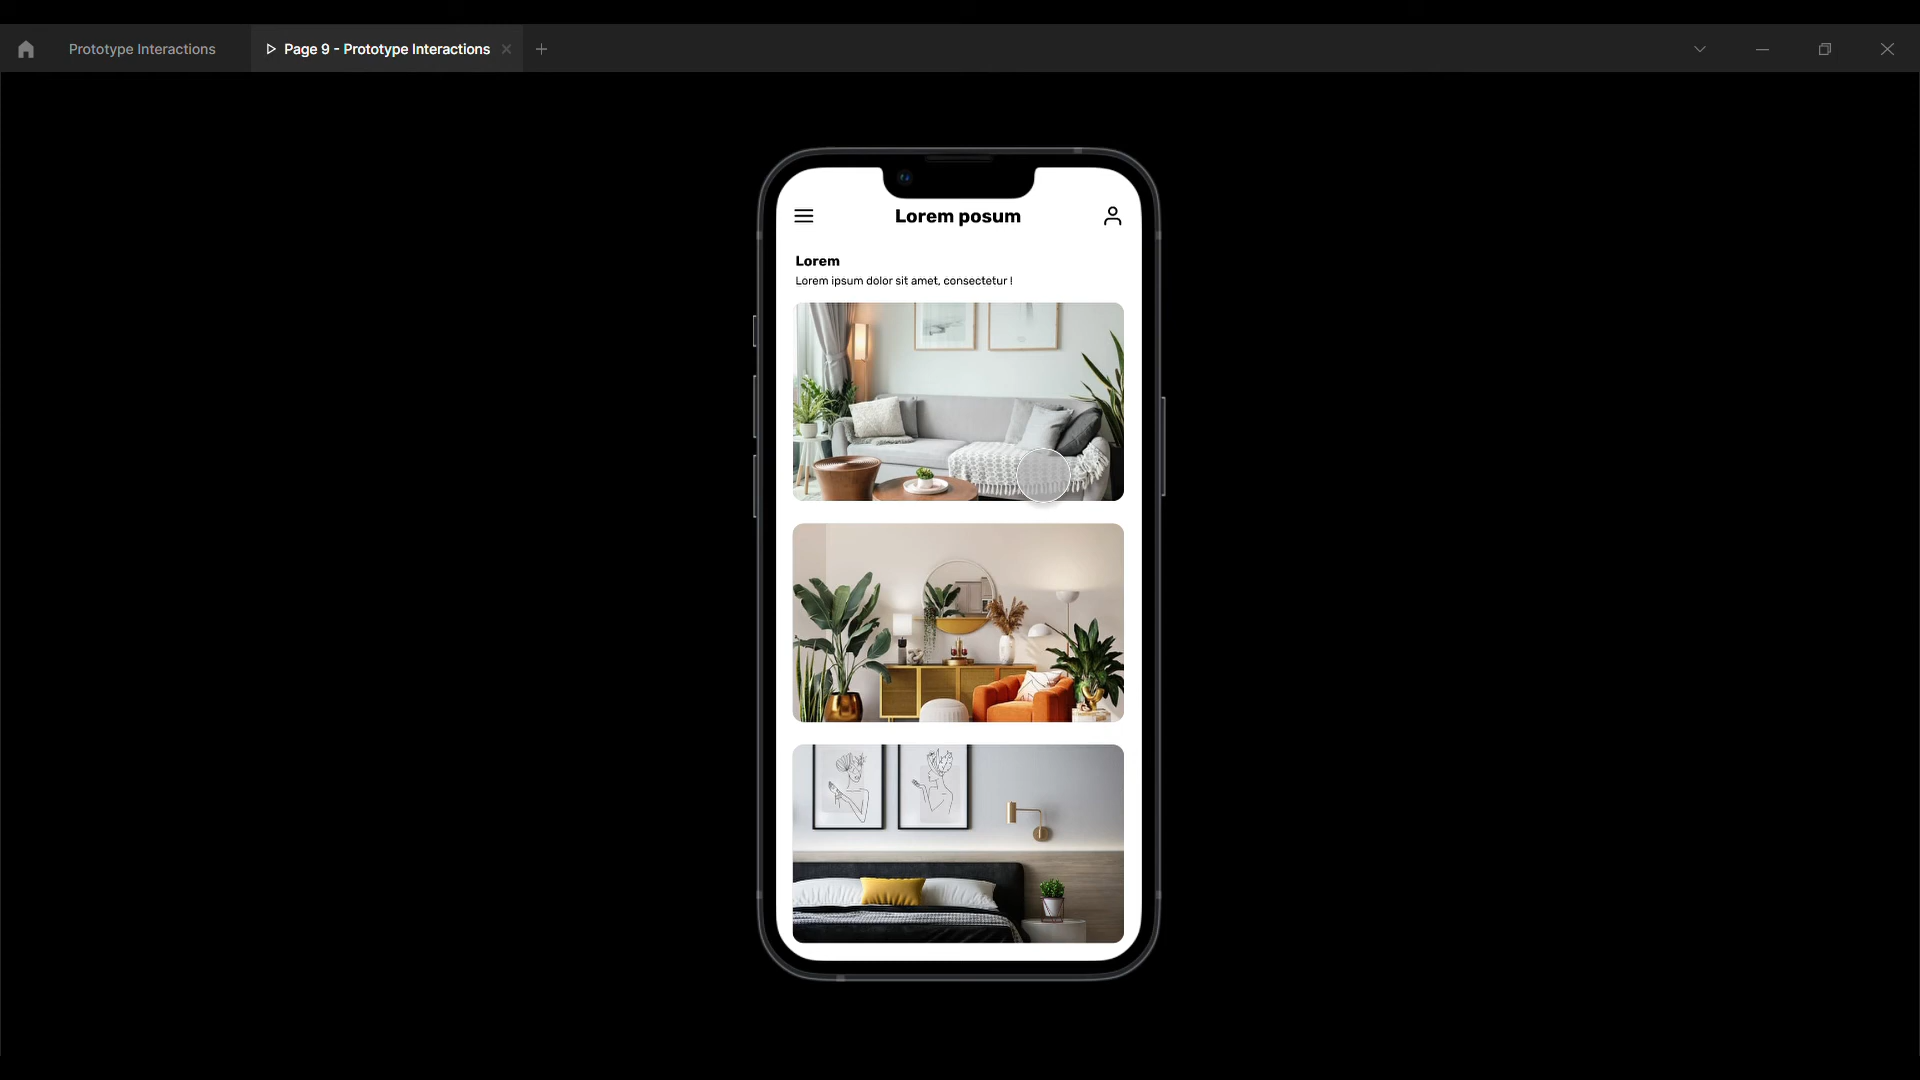 Prototype Interactions
Page 9 - Prototype Interactions
Lorem posum
Lorem
Lorem ipsum dolor sit amet, consectetur !